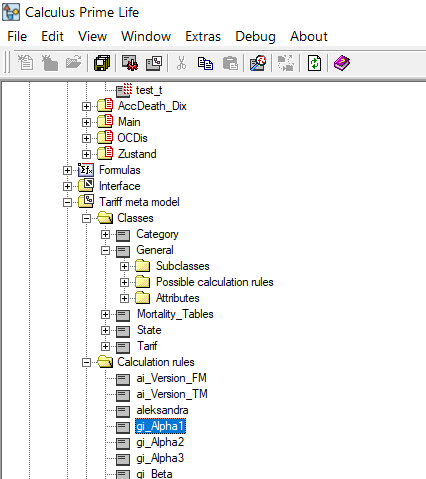 Calculus Prime Life
File Edit View Window Extras Debug About
test_t
AccDeath_Dix
Main
OCDis
Zustand
Formulas
Interface
Tariff meta model
Classes
Category
General
Subclasses
Possible calculation rules
Attributes
Mortality_Tables
State
Tarif
Calculation rules
ai_Version_FM
ai_Version_TM
aleksandra
gi_Alpha1
gi_Alpha2
gi_Alpha3
gi_Beta